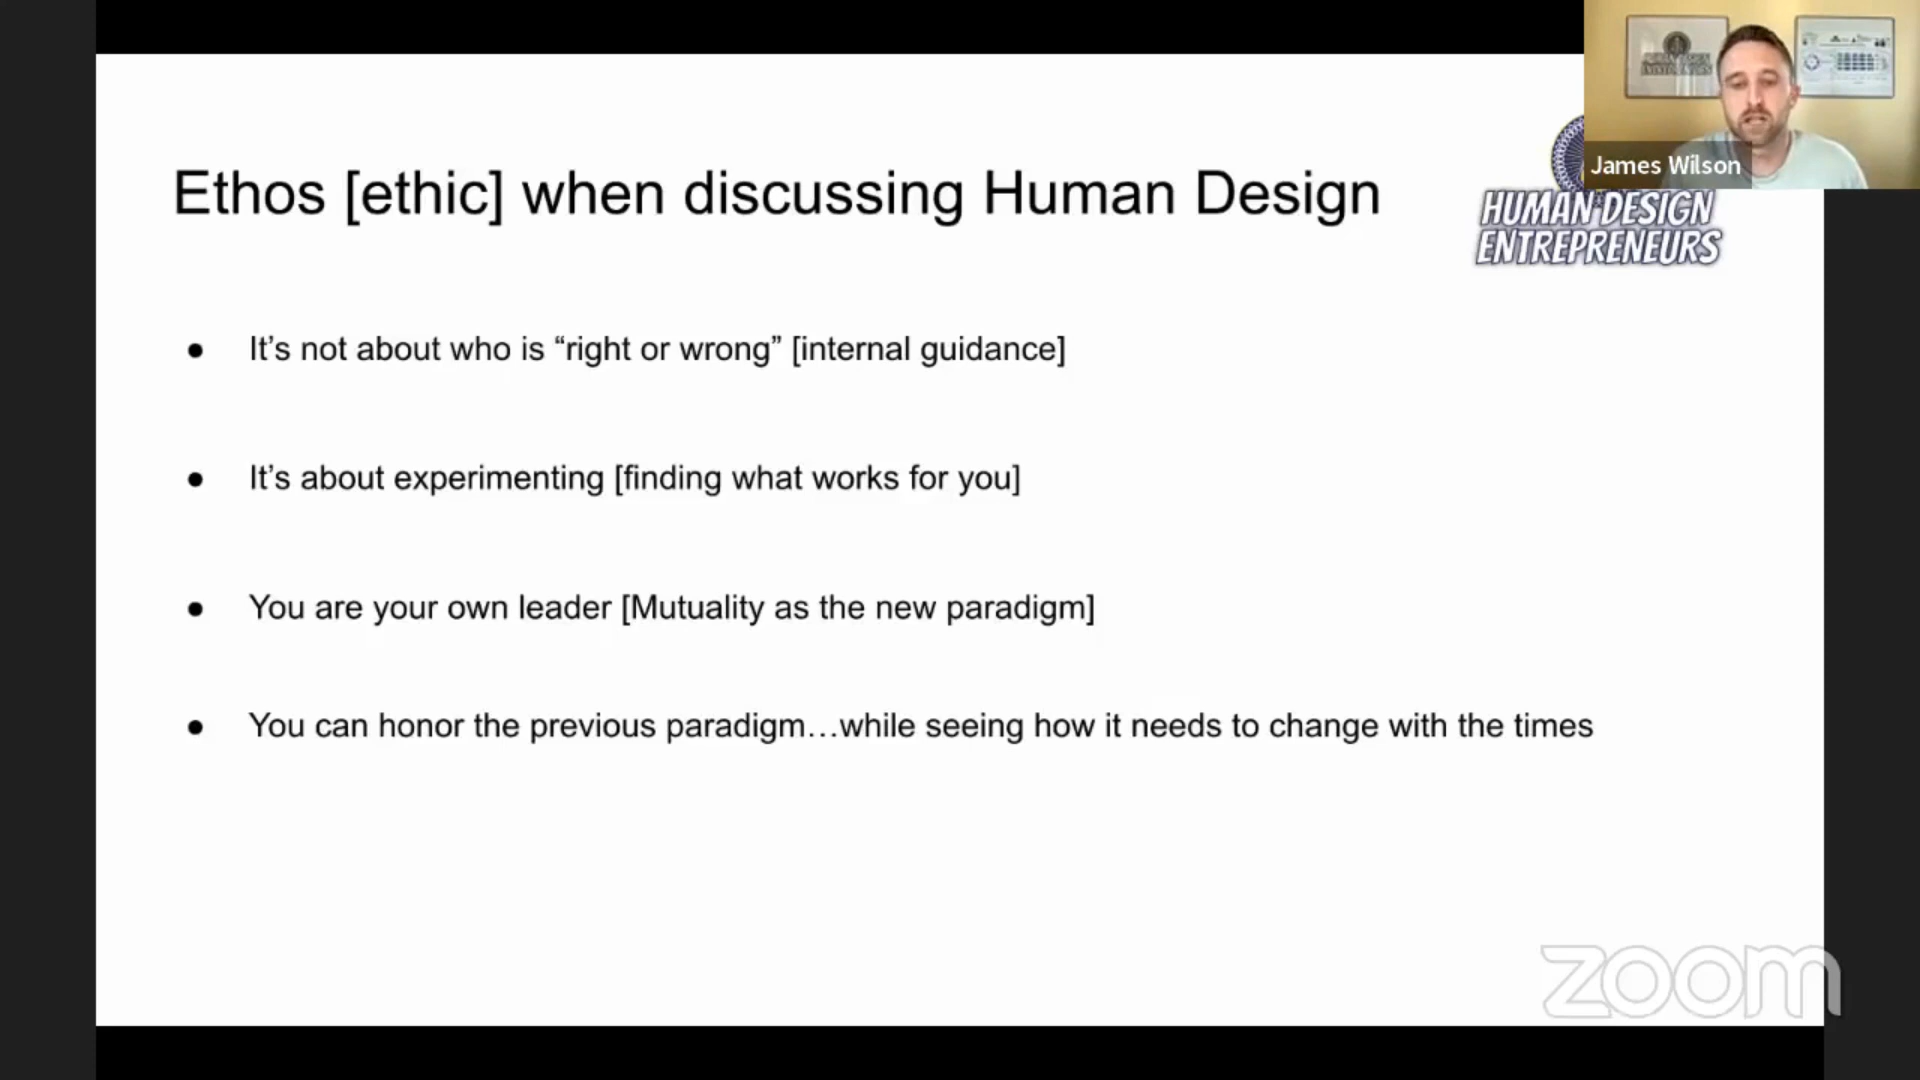 James Wilson
Ethos [ethic] when discussing Human Design
HUMAN DESIGN
ENTREPRENEURS
● It’s not about who is “right or wrong” [internal guidance]
● It’s about experimenting [finding what works for you]
● You are your own leader [Mutuality as the new paradigm]
● You can honor the previous paradigm…while seeing how it needs to change with the times
zoom